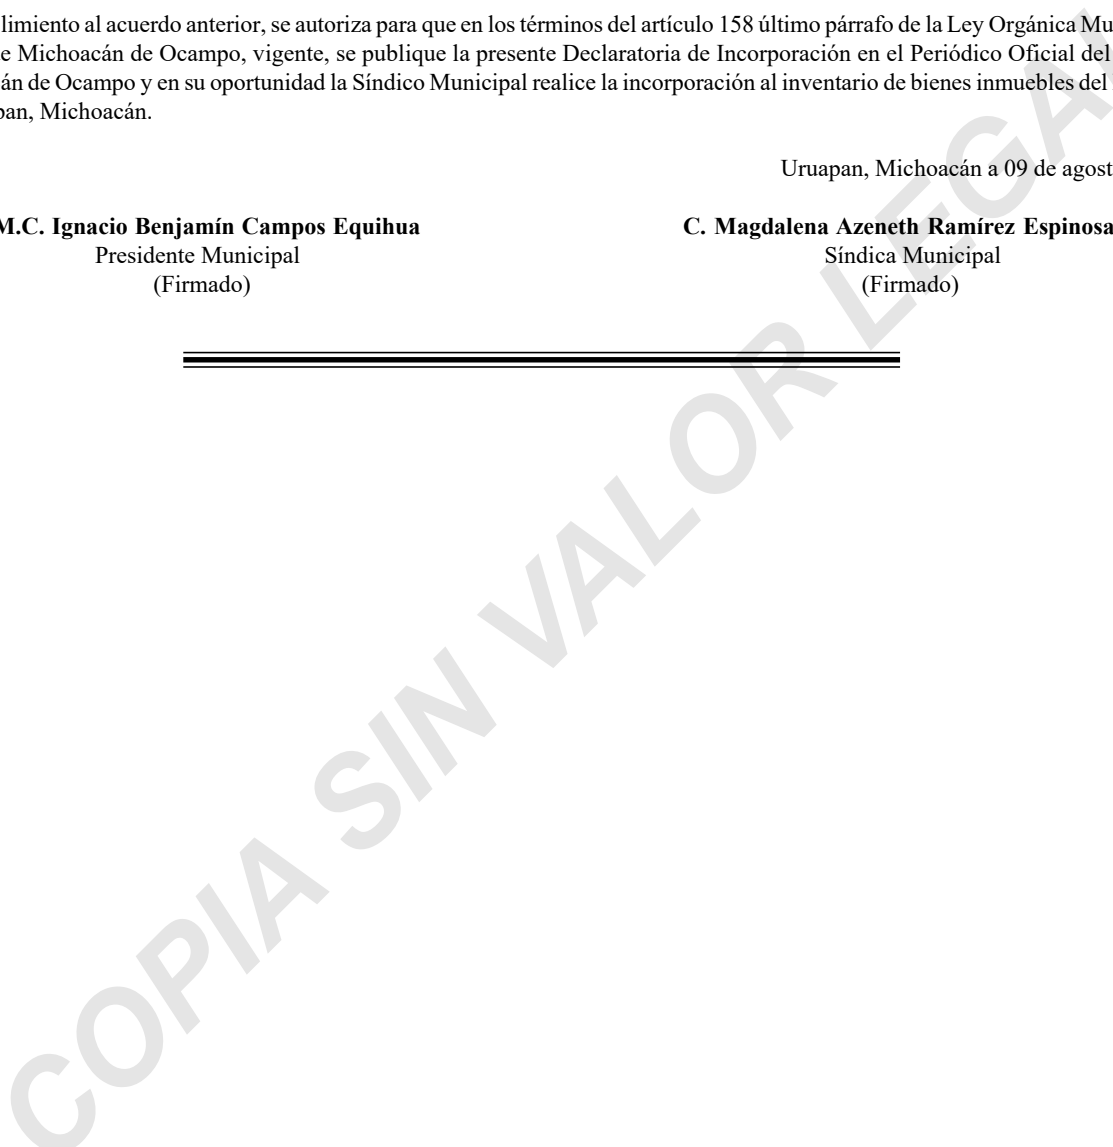 limiento al acuerdo anterior, se autoriza para que en los términos del artículo 158 último párrafo de la Ley Orgánica Mu
e Michoacán de Ocampo, vigente, se publique la presente Declaratoria de Incorporación en el Periódico Oficial del
án de Ocampo y en su oportunidad la Síndico Municipal realice la incorporación al inventario de bienes inmuebles del
pan, Michoacán.
Uruapan, Michoacán a 09 de agost
M.C. Ignacio Benjamín Campos Equihua
Presidente Municipal
(Firmado)
C. Magdalena Azeneth Ramírez Espinosa
Síndica Municipal
(Firmado)
COPIA SIN VALOR LEGAL